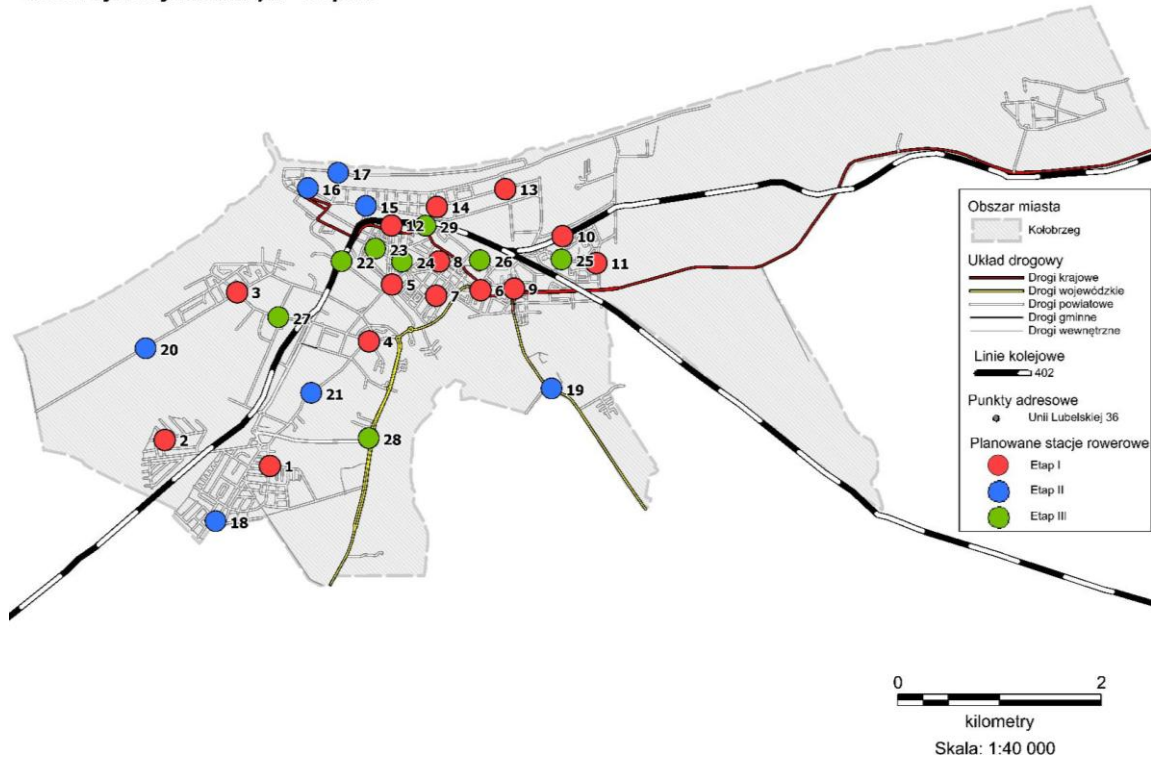 17
16
13
15
14
12
29
10
23
22
24
8
26
25
11
3
5
7
6
9
27
4
20
21
19
2
28
1
18
Obszar miasta
Kołobrzeg
Układ drogowy
Drogi krajowe
Drogi wojewódzkie
Drogi powiatowe
Drogi gminne
Drogi wewnętrzne
Linie kolejowe
402
Punkty adresowe
Unii Lubelskiej 36
Planowane stacje rowerowe
Etap I
Etap II
Etap III
0 2
kilometry
Skala: 1:40 000